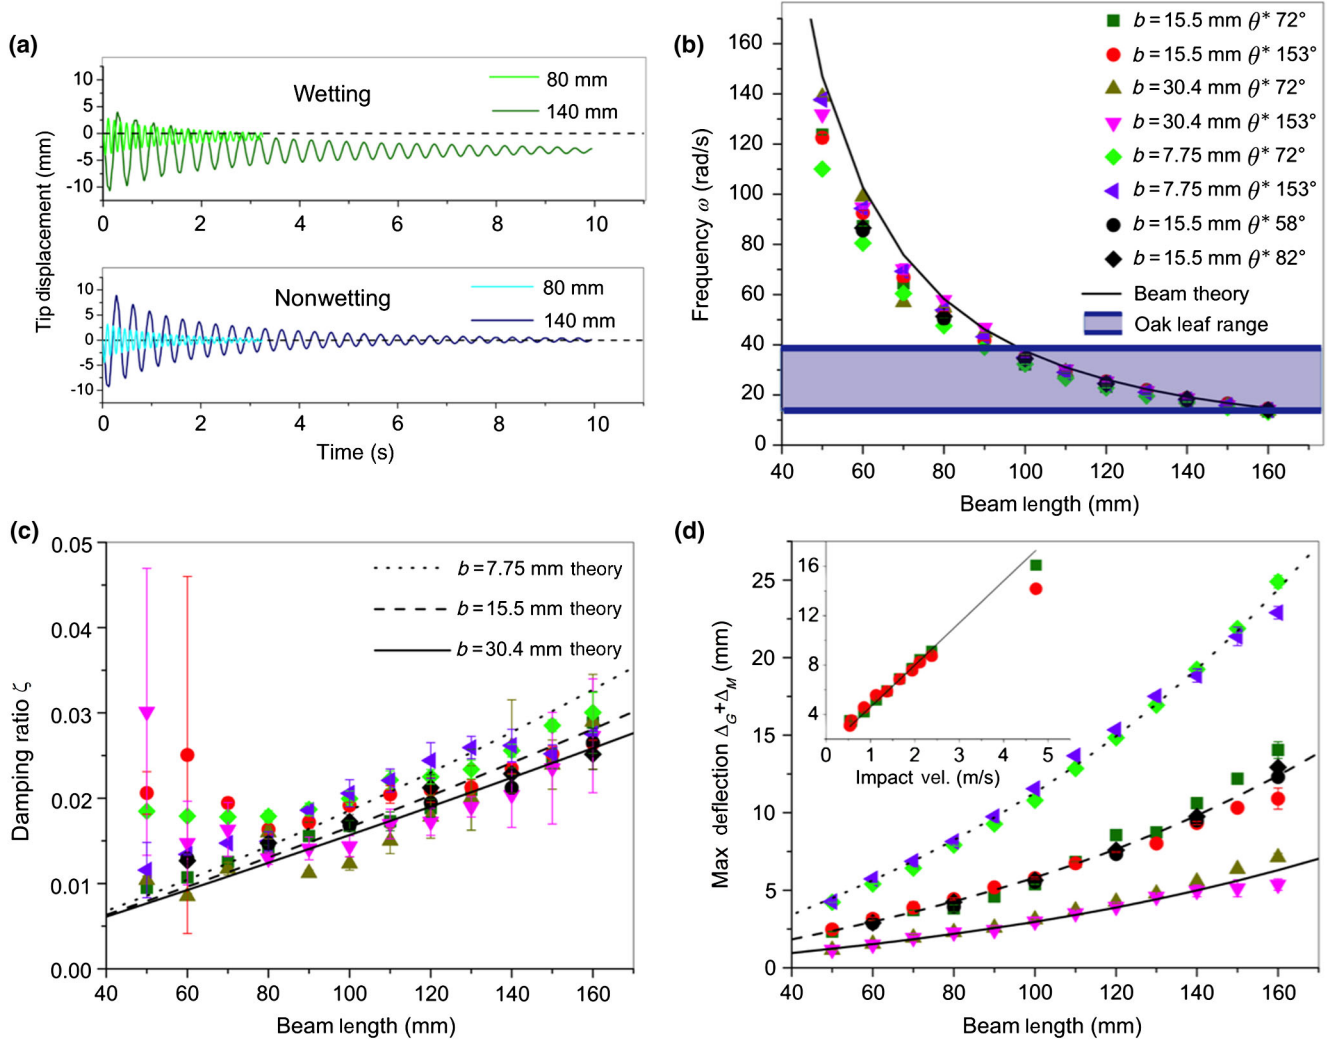 (a)
Wetting
80 mm
140 mm
10
5
0
-5
-10
0 2 4 6 8 10
Nonwetting
80 mm
140 mm
10
5
0
-5
-10
0 2 4 6 8 10
Tip displacement (mm)
Time (s)
(b)
b = 15.5 mm θ* 72°
b = 15.5 mm θ* 153°
b = 30.4 mm θ* 72°
b = 30.4 mm θ* 153°
b = 7.75 mm θ* 72°
b = 7.75 mm θ* 153°
b = 15.5 mm θ* 58°
b = 15.5 mm θ* 82°
Beam theory
Oak leaf range
160
140
120
100
80
60
40
20
0
Frequency ω (rad/s)
40 60 80 100 120 140 160
Beam length (mm)
(c)
b = 7.75 mm theory
b = 15.5 mm theory
b = 30.4 mm theory
0.05
0.04
0.03
0.02
0.01
0.00
Damping ratio ζ
40 60 80 100 120 140 160
Beam length (mm)
(d)
16
12
8
4
0 1 2 3 4 5
Impact vel. (m/s)
25
20
15
10
5
0
Max deflection Δ_G+Δ_M (mm)
40 60 80 100 120 140 160
Beam length (mm)